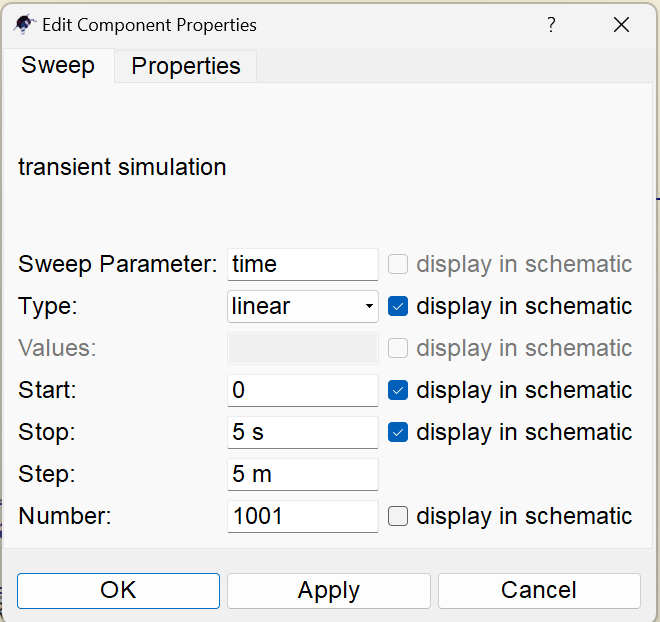 Edit Component Properties ?
Sweep Properties
transient simulation
Sweep Parameter: time display in schematic
Type: linear display in schematic
Values: display in schematic
Start: 0 display in schematic
Stop: 5 s display in schematic
Step: 5 m
Number: 1001 display in schematic
OK Apply Cancel